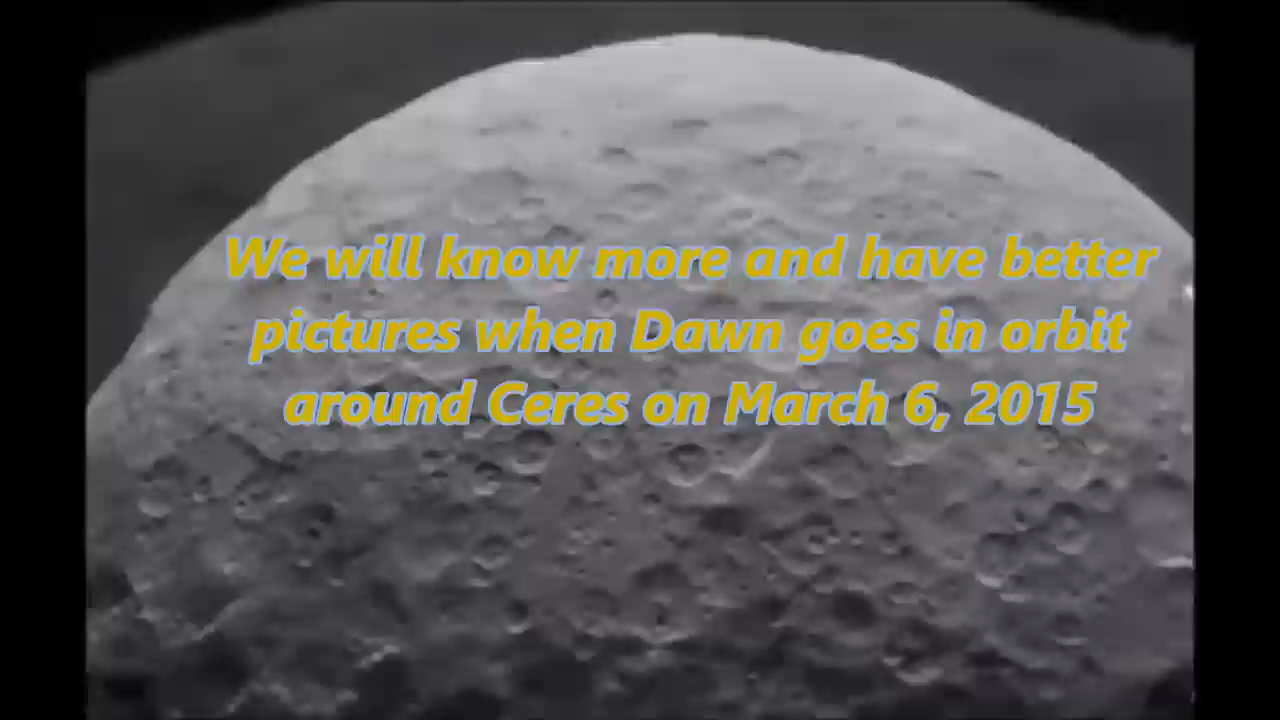 We will know more and have better
pictures when Dawn goes in orbit
around Ceres on March 6, 2015